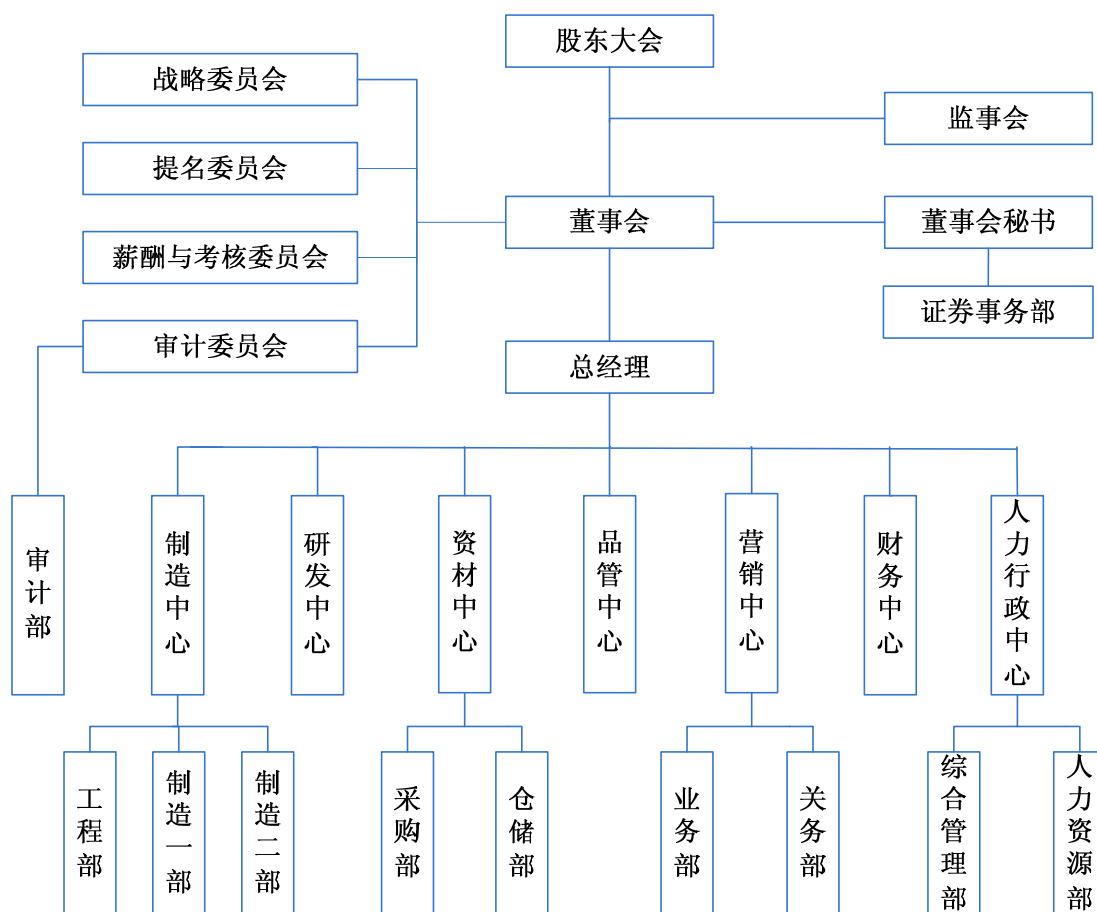 股东大会
战略委员会
监事会
提名委员会
董事会
董事会秘书
薪酬与考核委员会
证券事务部
审计委员会
总经理
审计部
制造中心
研发中心
资材中心
品管中心
营销中心
财务中心
人力行政中心
工程部
制造一部
制造二部
采购部
仓储部
业务部
关务部
综合管理部
人力资源部